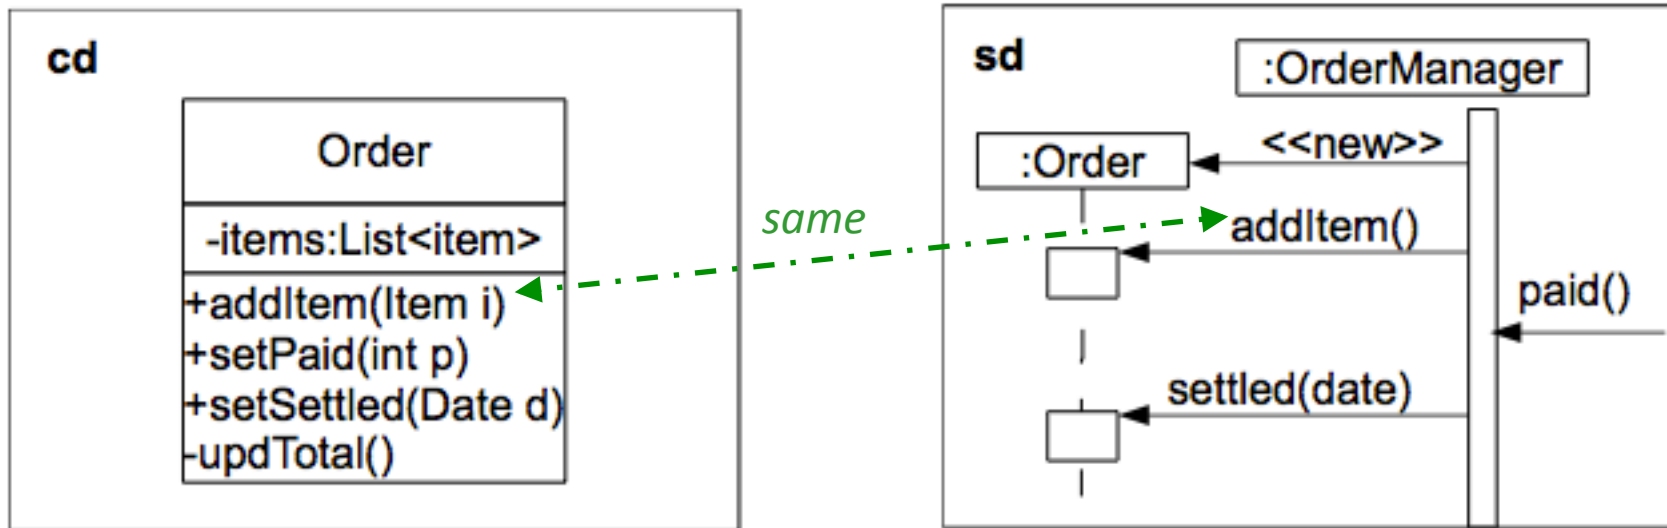 cd
Order
-items:List<item>
+addItem(Item i)
+setPaid(int p)
+setSettled(Date d)
-updTotal()
same
sd
:OrderManager
<<new>>
:Order
addItem()
paid()
settled(date)